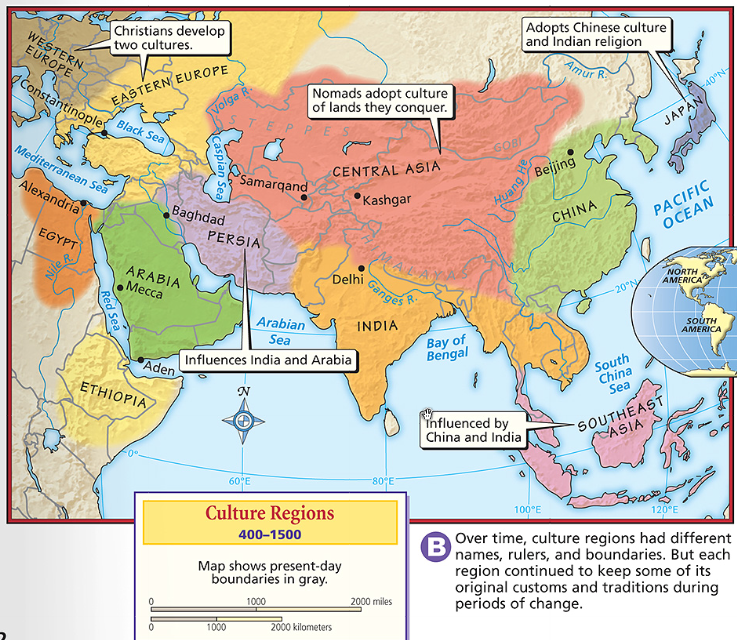 Christians develop
two cultures.
Adopts Chinese culture
and Indian religion
Nomads adopt culture
of lands they conquer.
WESTERN
EUROPE
EASTERN EUROPE
Constantinople
Black Sea
Mediterranean Sea
Volga R.
Caspian Sea
STEPPES
Amur R.
40°N
JAPAN
GOBI
CENTRAL ASIA
Huang He
Beijing
Samarqand
Kashgar
CHINA
PACIFIC
OCEAN
Alexandria
EGYPT
Nile R.
Baghdad
PERSIA
HIMALAYAS
ARABIA
Mecca
Red Sea
Delhi
Ganges R.
INDIA
20°N
NORTH
AMERICA
SOUTH
AMERICA
Arabian
Sea
Bay of
Bengal
South
China
Sea
Influences India and Arabia
Aden
ETHIOPIA
N
Influenced by
China and India
SOUTHEAST
ASIA
0°
60°E
80°E
100°E
120°E
Culture Regions
400–1500
Map shows present-day
boundaries in gray.
0 1000 2000 miles
0 1000 2000 kilometers
B
Over time, culture regions had different
names, rulers, and boundaries. But each
region continued to keep some of its
original customs and traditions during
periods of change.